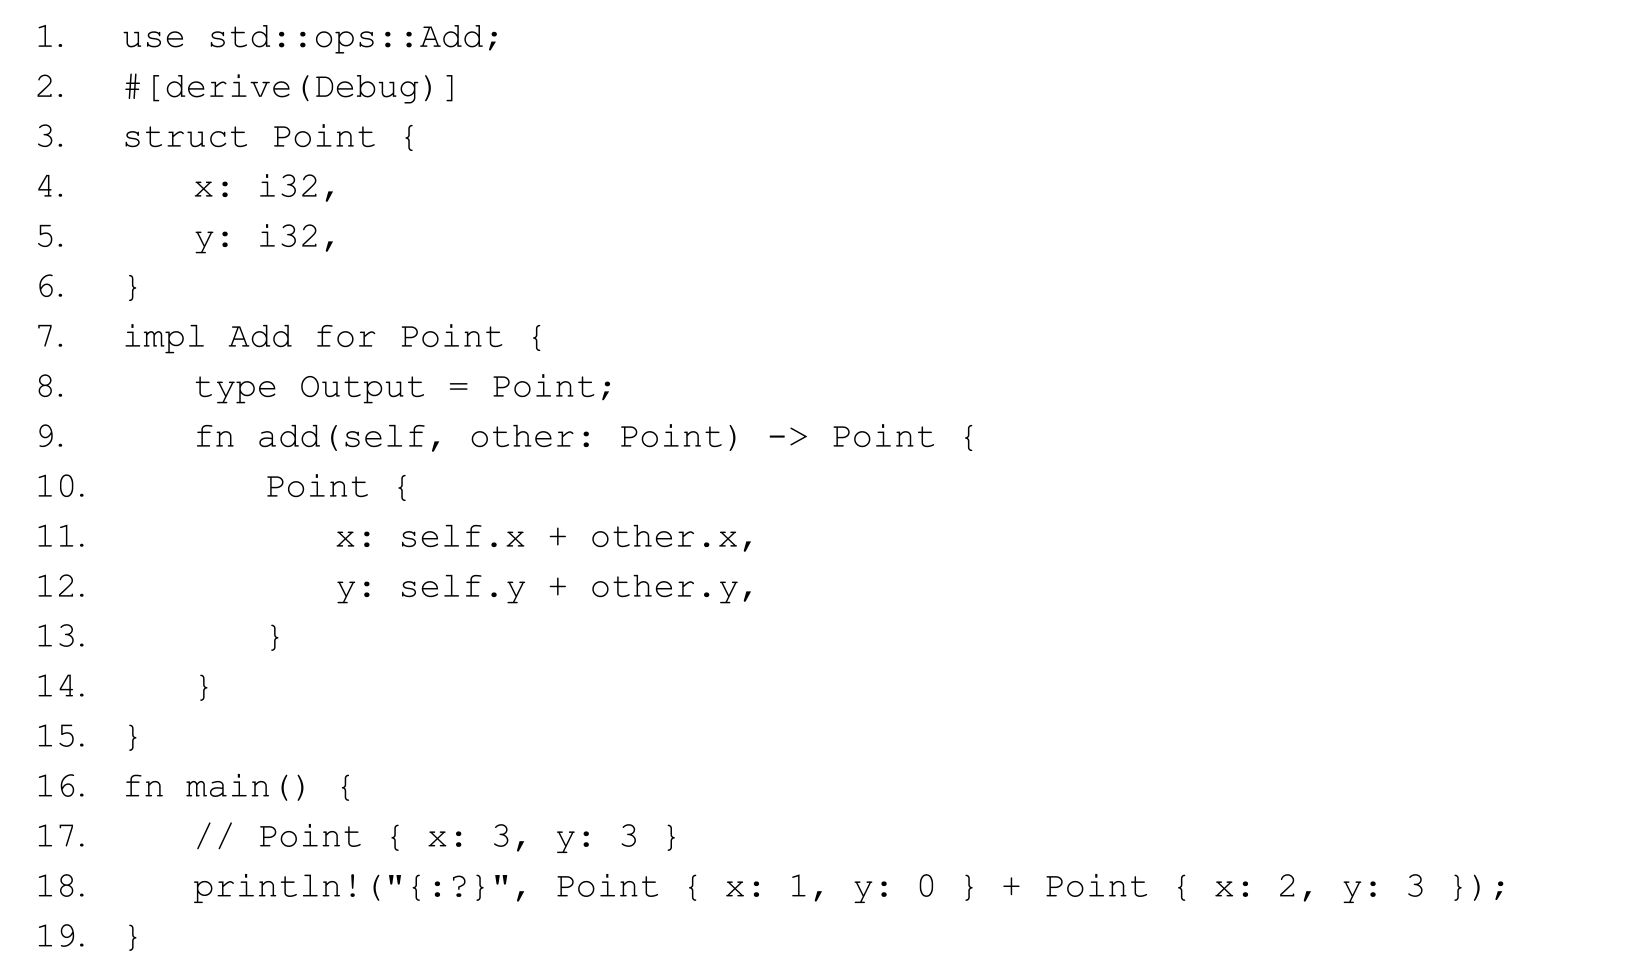 1. use std::ops::Add;
2. #[derive(Debug)]
3. struct Point {
4.     x: i32,
5.     y: i32,
6. }
7. impl Add for Point {
8.     type Output = Point;
9.     fn add(self, other: Point) -> Point {
10.         Point {
11.             x: self.x + other.x,
12.             y: self.y + other.y,
13.         }
14.     }
15. }
16. fn main() {
17.     // Point { x: 3, y: 3 }
18.     println!("{:?}", Point { x: 1, y: 0 } + Point { x: 2, y: 3 });
19. }